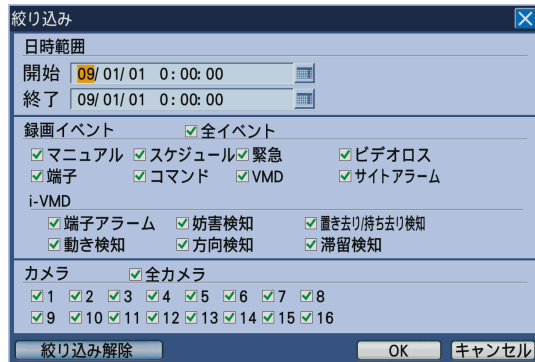 絞り込み
日時範囲
開始 09/ 01/ 01 0 : 00: 00
終了 09/ 01/ 01 0 : 00: 00
録画イベント 全イベント
マニュアル スケジュール 緊急 ビデオロス
端子 コマンド VMD サイトアラーム
i-VMD
端子アラーム 妨害検知 置き去り/持ち去り検知
動き検知 方向検知 滞留検知
カメラ 全カメラ
1 2 3 4 5 6 7 8
9 10 11 12 13 14 15 16
絞り込み解除 OK キャンセル